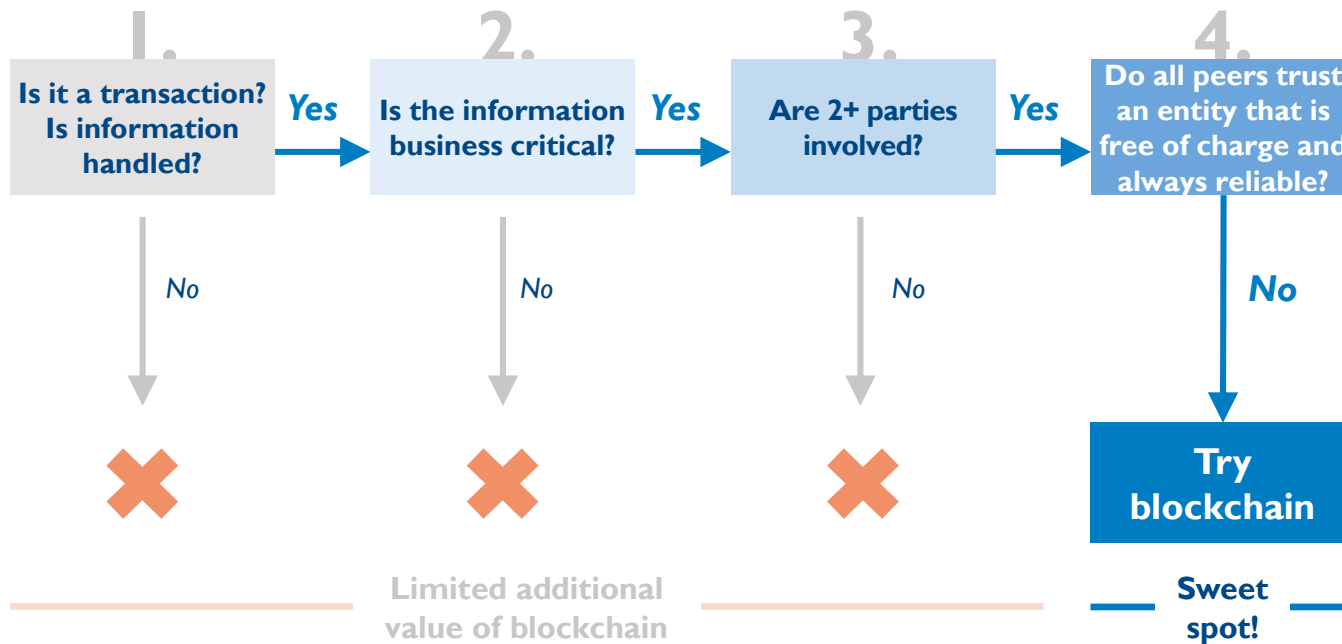 1.
2.
3.
4.
Is it a transaction?
Is information
handled?
Yes
Is the information
business critical?
Yes
Are 2+ parties
involved?
Yes
Do all peers trust
an entity that is
free of charge and
always reliable?
No
No
No
No
Try
blockchain
Limited additional
value of blockchain
Sweet
spot!